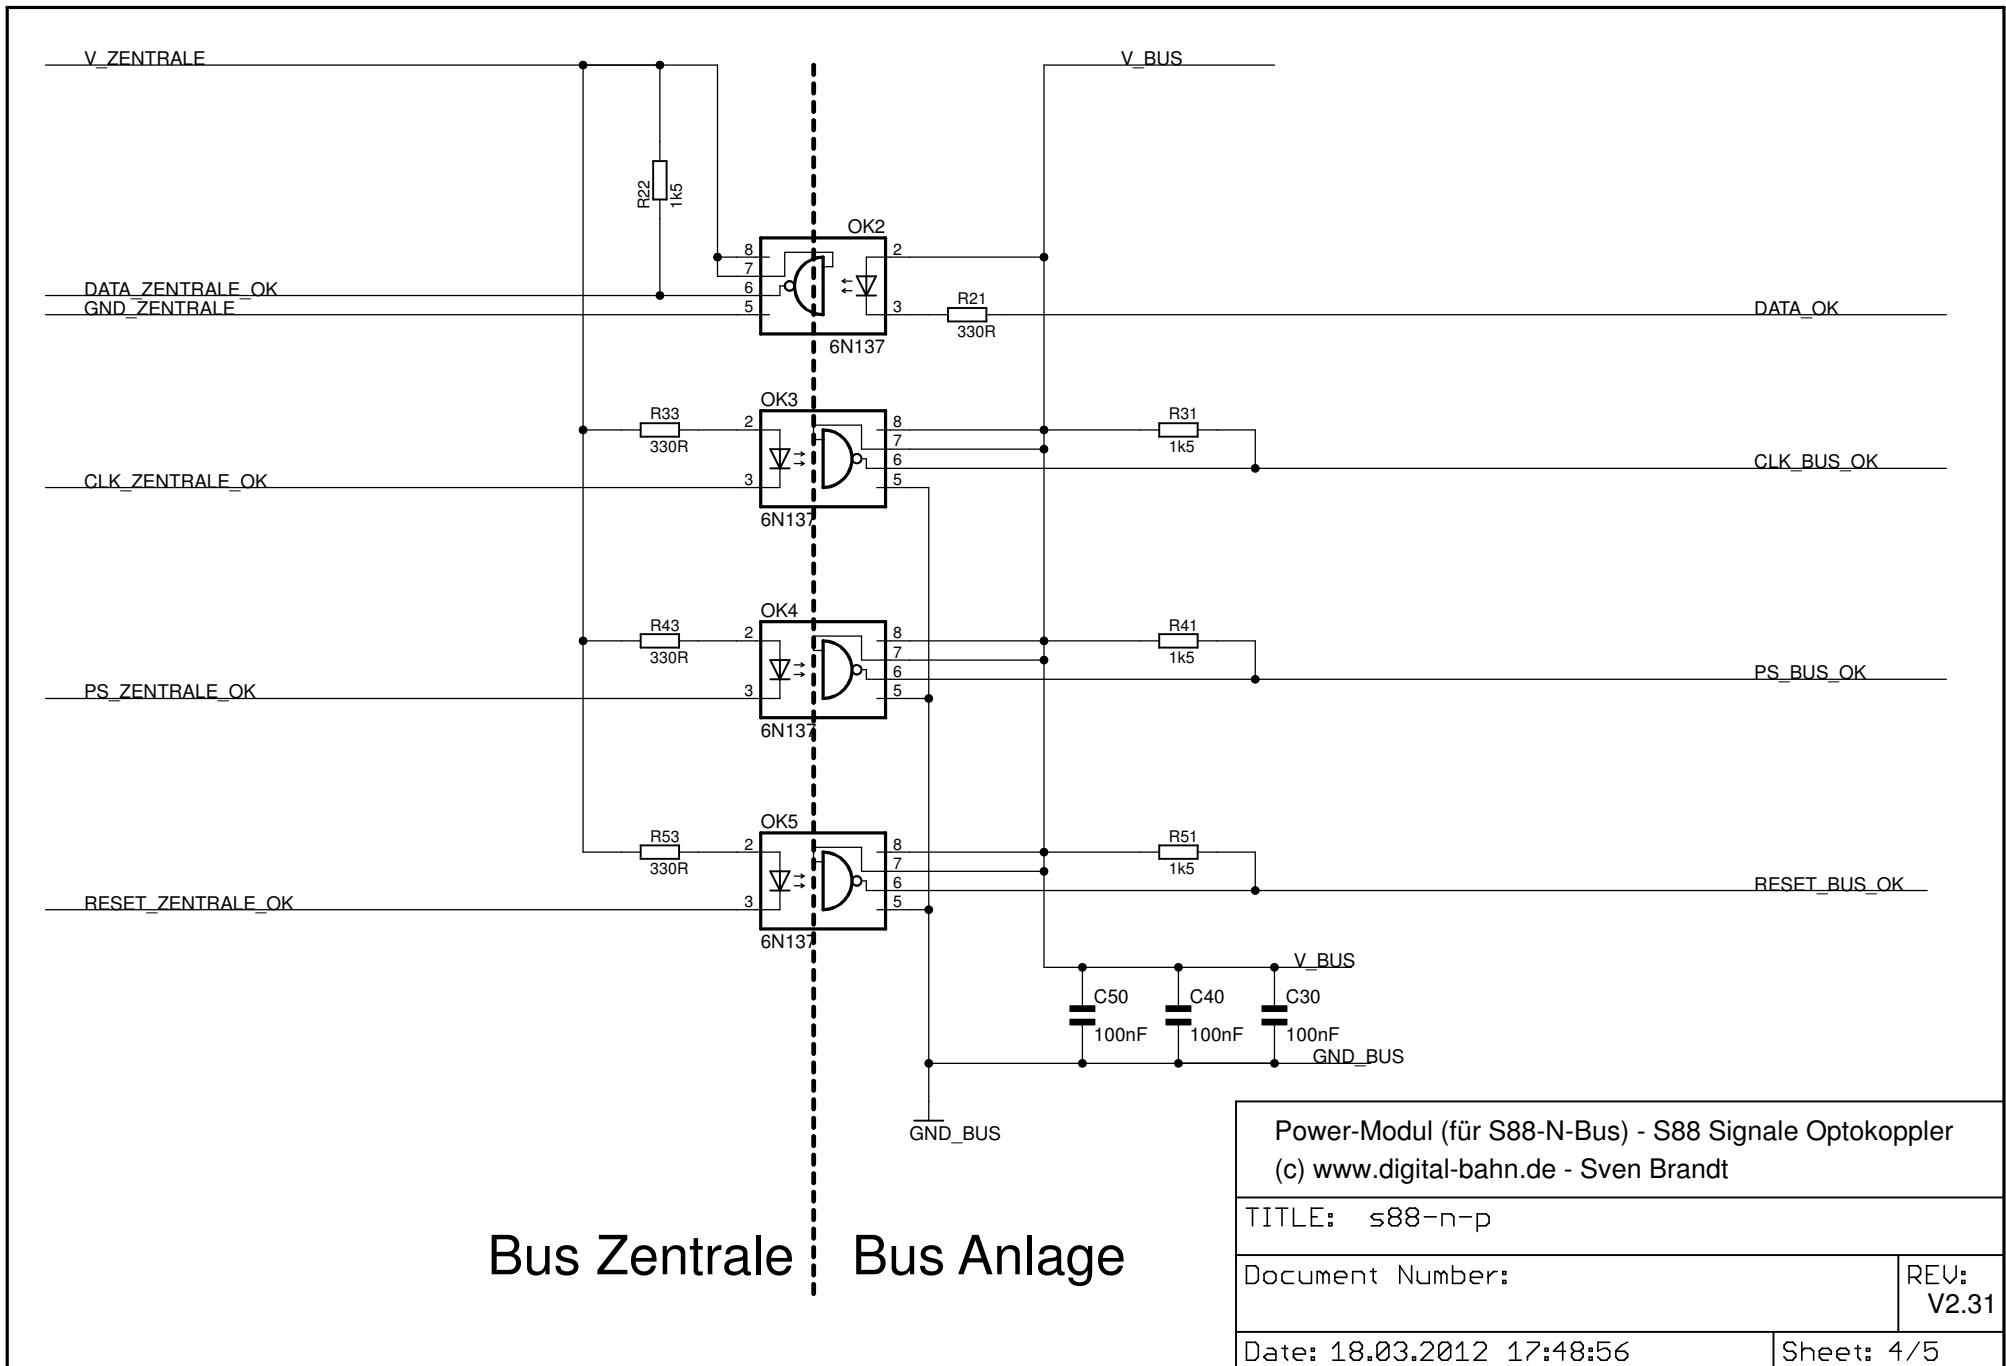 V_ZENTRALE
V_BUS
R22
1k5
OK2
8
7
6
5
2
3
DATA_ZENTRALE_OK
GND_ZENTRALE
R21
330R
DATA_OK
6N137
OK3
R33
330R
2
3
8
7
6
5
R31
1k5
CLK_ZENTRALE_OK
CLK_BUS_OK
6N137
OK4
R43
330R
2
3
8
7
6
5
R41
1k5
PS_ZENTRALE_OK
PS_BUS_OK
6N137
OK5
R53
330R
2
3
8
7
6
5
R51
1k5
RESET_ZENTRALE_OK
RESET_BUS_OK
6N137
V_BUS
C50
100nF
C40
100nF
C30
100nF
GND_BUS
GND_BUS
Bus Zentrale
Bus Anlage
Power-Modul (für S88-N-Bus) - S88 Signale Optokoppler
(c) www.digital-bahn.de - Sven Brandt
TITLE: s88-n-p
Document Number:
REV:
V2.31
Date: 18.03.2012 17:48:56
Sheet: 4/5